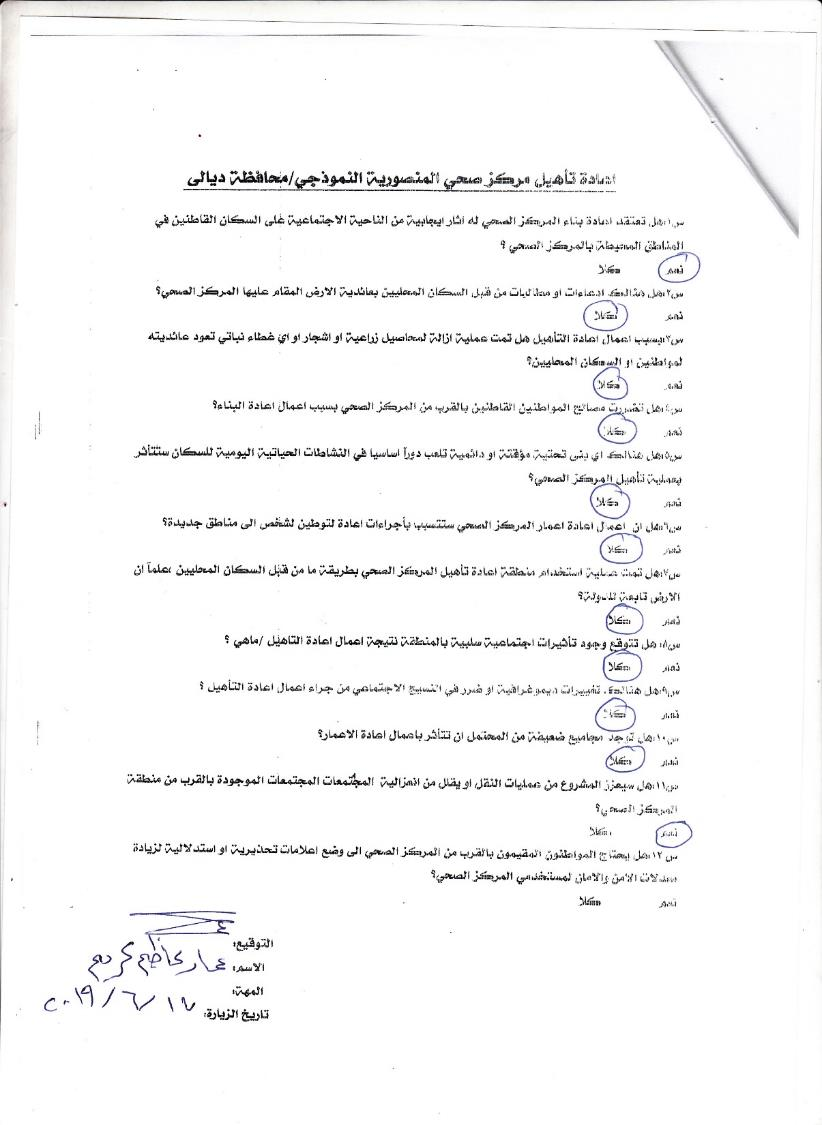 اعادة تأهيل مركز صحي المنصورية النموذجي/محافظة ديالى
س١:هل تعتقد اعادة بناء المركز الصحي له اثار ايجابية من الناحية الاجتماعية على السكان القاطنين في
المناطق المحيطة بالمركز الصحي ؟
نعم كلا
س٢:هل هنالك ادعاءات او مطالبات من قبل السكان المحليين بعائدية الارض المقام عليها المركز الصحي؟
نعم كلا
س٣:بسبب اعمال اعادة التأهيل هل تمت عملية ازالة لمحاصيل زراعية او اشجار او اي غطاء نباتي تعود عائديته
لمواطنين او السكان المحليين؟
نعم كلا
س٤:هل تضررت مصالح المواطنين القاطنين بالقرب من المركز الصحي بسبب اعمال اعادة البناء؟
نعم كلا
س٥:هل هنالك اي بنى تحتية مؤقتة او دائمية تلعب دوراً اساسيا في النشاطات الحياتية اليومية للسكان ستتأثر
بعملية تأهيل المركز الصحي؟
نعم كلا
س٦:هل ان اعمال اعادة اعمار المركز الصحي ستتسبب بأجراءات اعادة لتوطين لشخص الى مناطق جديدة؟
نعم كلا
س٧:هل تمت عملية استخدام منطقة اعادة تأهيل المركز الصحي بطريقة ما من قبل السكان المحليين ،علماً ان
الارض تابعة للدولة؟
نعم كلا
س٨:هل تتوقع وجود تأثيرات اجتماعية سلبية بالمنطقة نتيجة اعمال اعادة التاهيل /ماهي ؟
نعم كلا
س٩:هل هنالك تغييرات ديموغرافية او ضرر في النسيج الاجتماعي من جراء اعمال اعادة التأهيل ؟
نعم كلا
س١٠:هل توجد مجاميع ضعيفة من المحتمل ان تتأثر باعمال اعادة الاعمار؟
نعم كلا
س١١:هل سيعزز المشروع من عمليات النقل او يقلل من انعزالية المجتمعات المجتمعات الموجودة بالقرب من منطقة
المركز الصحي؟
نعم كلا
س١٢:هل يحتاج المواطنون المقيمون بالقرب من المركز الصحي الى وضع اعلامات تحذيرية او استدلالية لزيادة
معدلات الامن والامان لمستخدمي المركز الصحي؟
نعم كلا
التوقيع:
الاسم: عمار كاظم كريم
المهة:
تاريخ الزيارة: ١٧/٦/٢٠١٩